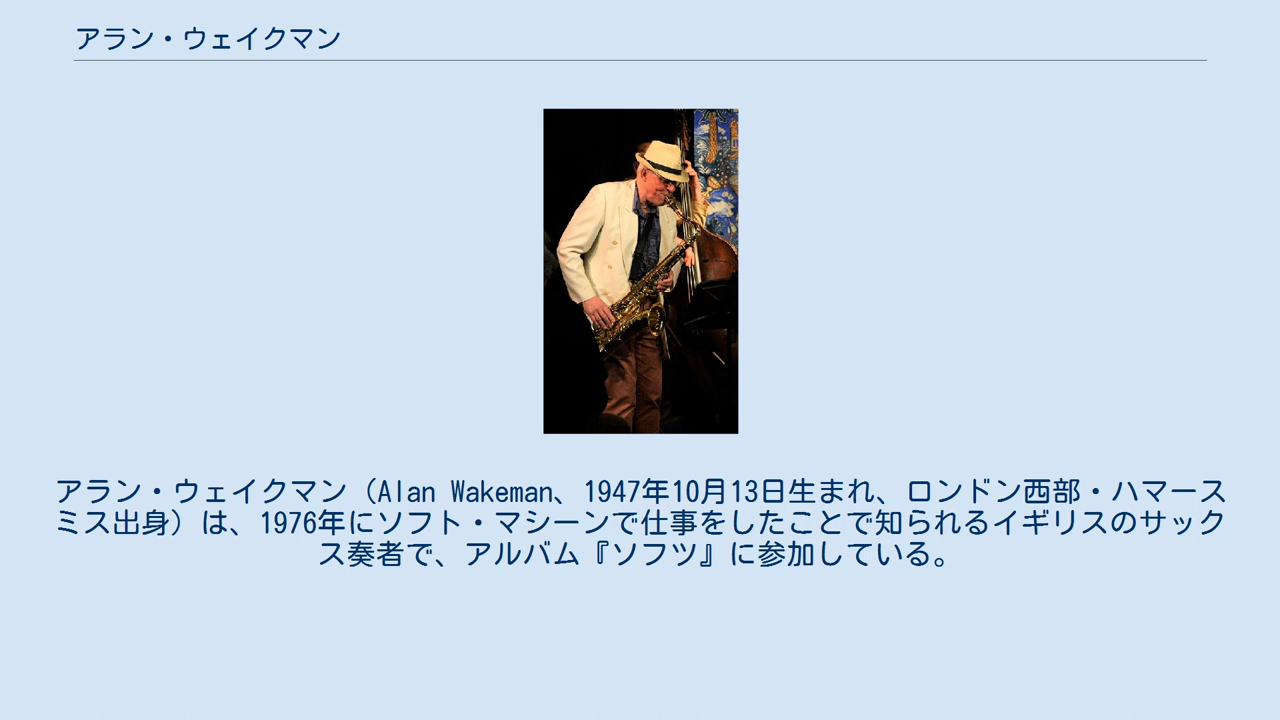 アラン・ウェイクマン
アラン・ウェイクマン（Alan Wakeman、1947年10月13日生まれ、ロンドン西部・ハマース
ミス出身）は、1976年にソフト・マシーンで仕事をしたことで知られるイギリスのサック
ス奏者で、アルバム『ソフツ』に参加している。